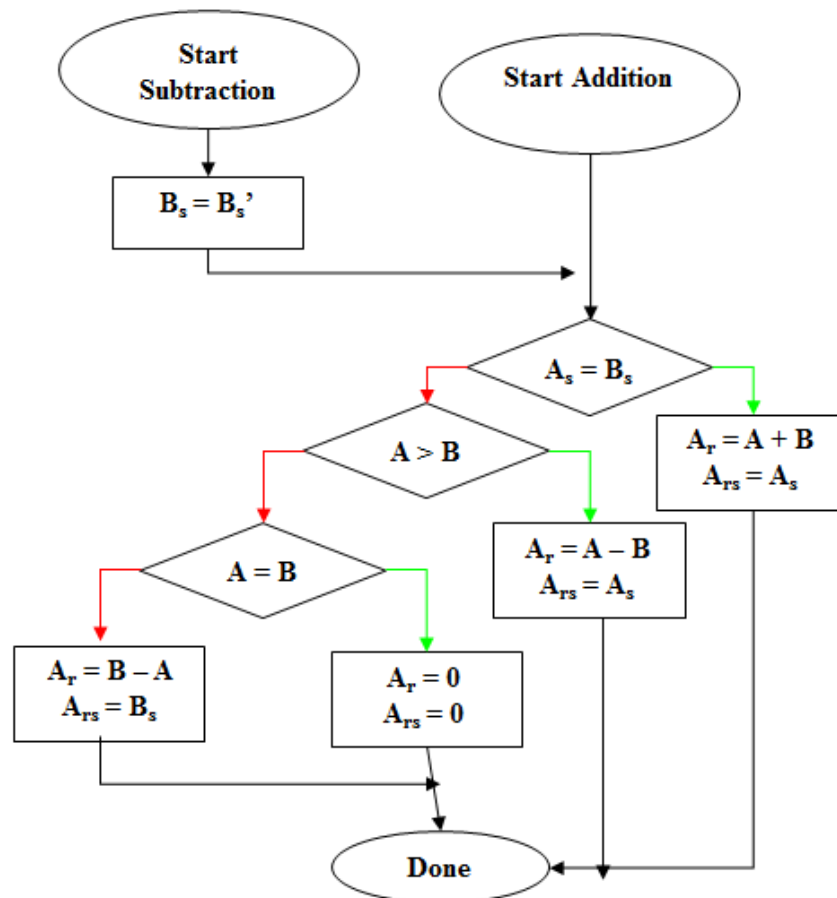 Start
Subtraction
Start Addition
Bₛ = Bₛ’
Aₛ = Bₛ
Aᵣ = A + B
Aᵣₛ = Aₛ
A > B
Aᵣ = A – B
Aᵣₛ = Aₛ
A = B
Aᵣ = B – A
Aᵣₛ = Bₛ
Aᵣ = 0
Aᵣₛ = 0
Done